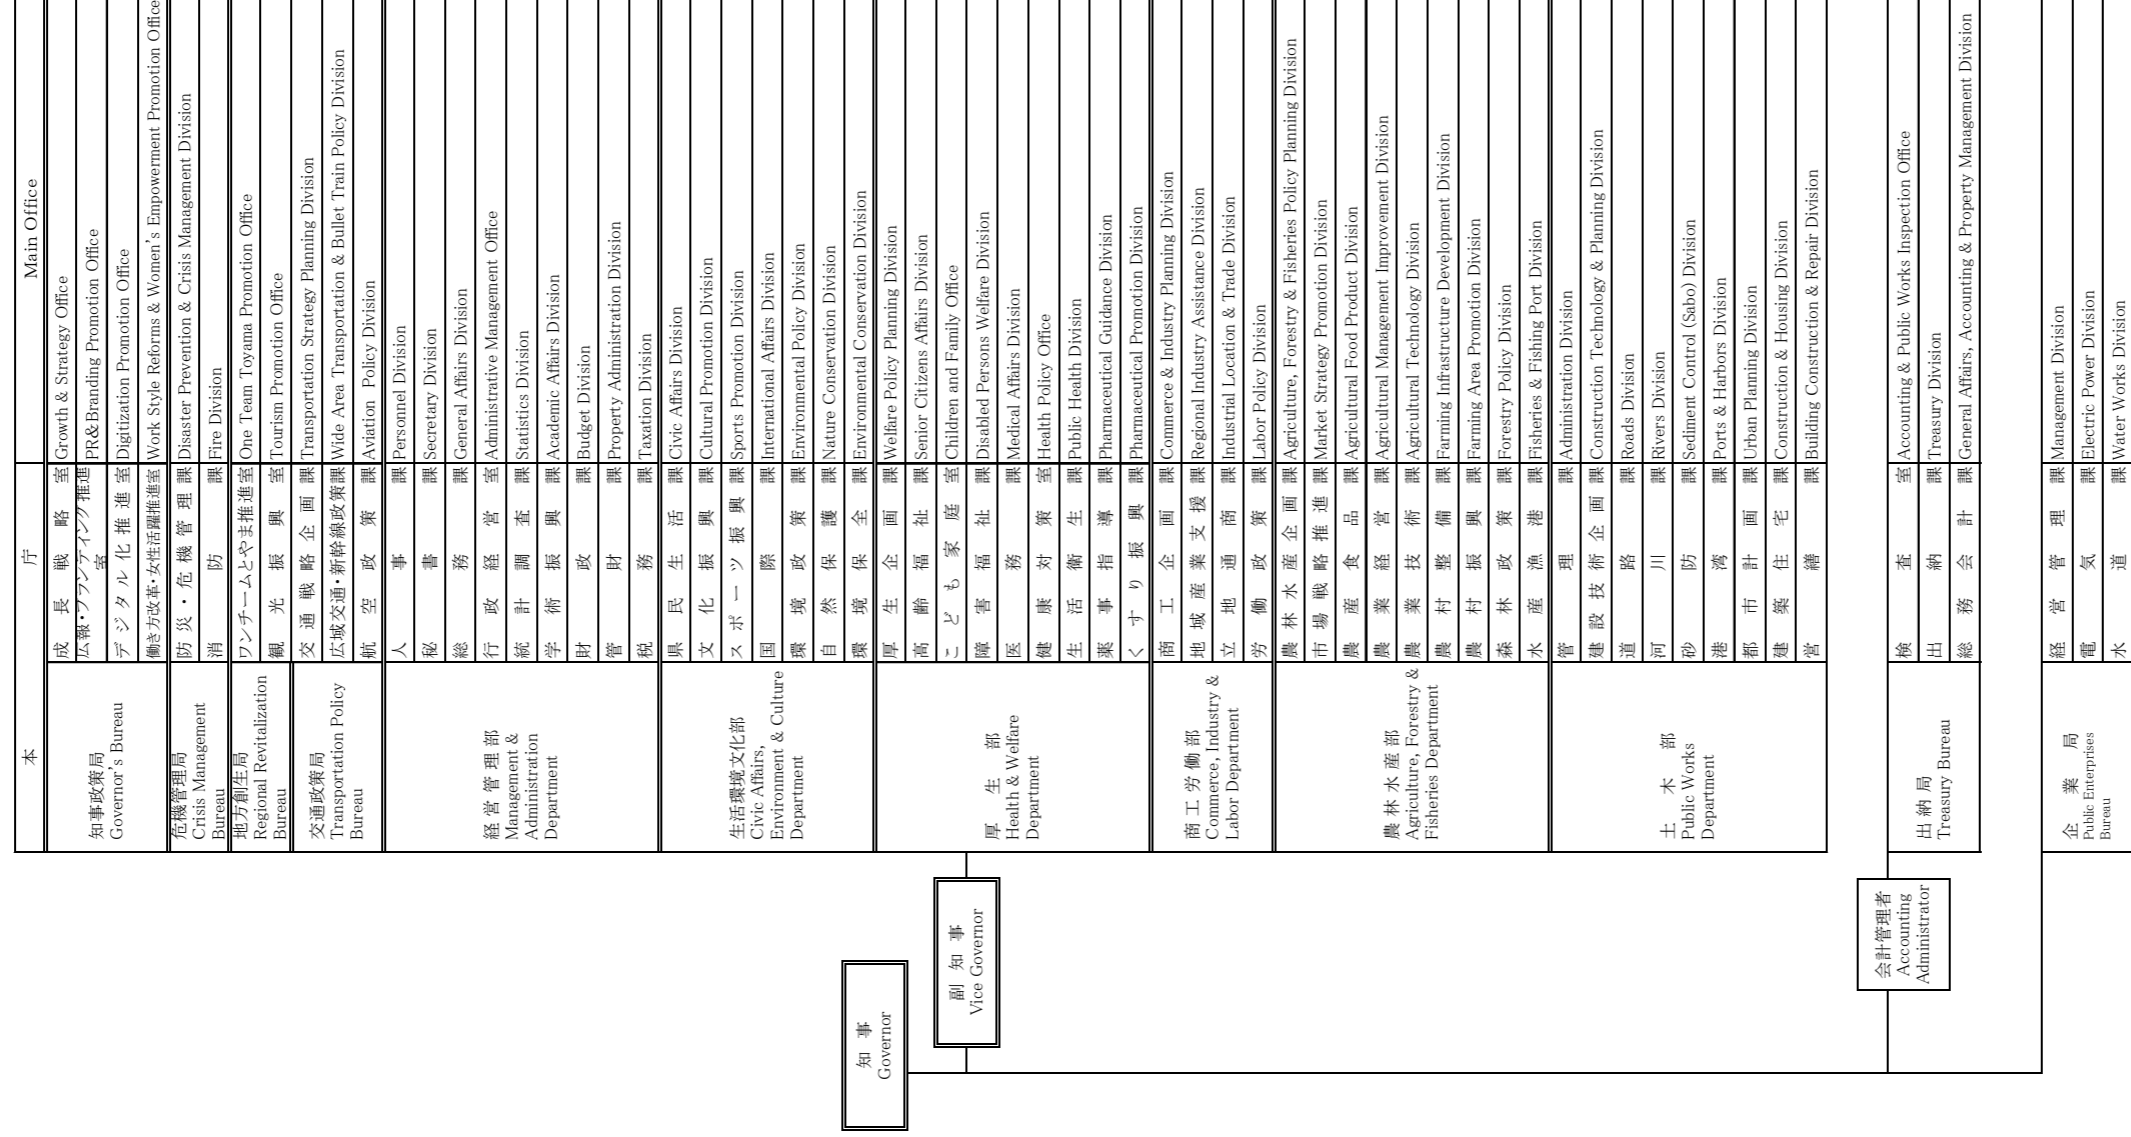 本庁 Main Office
知事政策局
Governor's Bureau
成長戦略室 Growth & Strategy Office
広報・ブランディング推進室 PR&Branding Promotion Office
デジタル化推進室 Digitization Promotion Office
働き方改革・女性活躍推進室 Work Style Reforms & Women's Empowerment Promotion Office
危機管理局
Crisis Management
Bureau
防災・危機管理課 Disaster Prevention & Crisis Management Division
消防課 Fire Division
地方創生局
Regional Revitalization
Bureau
ワンチームとやま推進室 One Team Toyama Promotion Office
観光振興室 Tourism Promotion Office
交通政策局
Transportation Policy
Bureau
交通戦略企画課 Transportation Strategy Planning Division
広域交通・新幹線政策課 Wide Area Transportation & Bullet Train Policy Division
航空政策課 Aviation Policy Division
経営管理部
Management &
Administration
Department
人事課 Personnel Division
秘書課 Secretary Division
総務課 General Affairs Division
行政経営室 Administrative Management Office
統計調査課 Statistics Division
学術振興課 Academic Affairs Division
財政課 Budget Division
管財課 Property Administration Division
税務課 Taxation Division
生活環境文化部
Civic Affairs,
Environment & Culture
Department
県民生活課 Civic Affairs Division
文化振興課 Cultural Promotion Division
スポーツ振興課 Sports Promotion Division
国際課 International Affairs Division
環境政策課 Environmental Policy Division
自然保護課 Nature Conservation Division
環境保全課 Environmental Conservation Division
厚生部
Health & Welfare
Department
厚生企画課 Welfare Policy Planning Division
高齢福祉課 Senior Citizens Affairs Division
こども家庭室 Children and Family Office
障害福祉課 Disabled Persons Welfare Division
医務課 Medical Affairs Division
健康対策室 Health Policy Office
生活衛生課 Public Health Division
薬事指導課 Pharmaceutical Guidance Division
くすり振興課 Pharmaceutical Promotion Division
商工労働部
Commerce, Industry &
Labor Department
商工企画課 Commerce & Industry Planning Division
地域産業支援課 Regional Industry Assistance Division
立地通商課 Industrial Location & Trade Division
労働政策課 Labor Policy Division
農林水産部
Agriculture, Forestry &
Fisheries Department
農林水産企画課 Agriculture, Forestry & Fisheries Policy Planning Division
市場戦略推進課 Market Strategy Promotion Division
農産食品課 Agricultural Food Product Division
農業経営課 Agricultural Management Improvement Division
農業技術課 Agricultural Technology Division
農村整備課 Farming Infrastructure Development Division
農村振興課 Farming Area Promotion Division
森林政策課 Forestry Policy Division
水産漁港課 Fisheries & Fishing Port Division
土木部
Public Works
Department
管理課 Administration Division
建設技術企画課 Construction Technology & Planning Division
道路課 Roads Division
河川課 Rivers Division
砂防課 Sediment Control (Sabo) Division
港湾課 Ports & Harbors Division
都市計画課 Urban Planning Division
建築住宅課 Construction & Housing Division
営繕課 Building Construction & Repair Division
出納局
Treasury Bureau
検査室 Accounting & Public Works Inspection Office
出納課 Treasury Division
総務会計課 General Affairs, Accounting & Property Management Division
企業局
Public Enterprises
Bureau
経営管理課 Management Division
電気課 Electric Power Division
水道課 Water Works Division
知事
Governor
副知事
Vice Governor
会計管理者
Accounting
Administrator